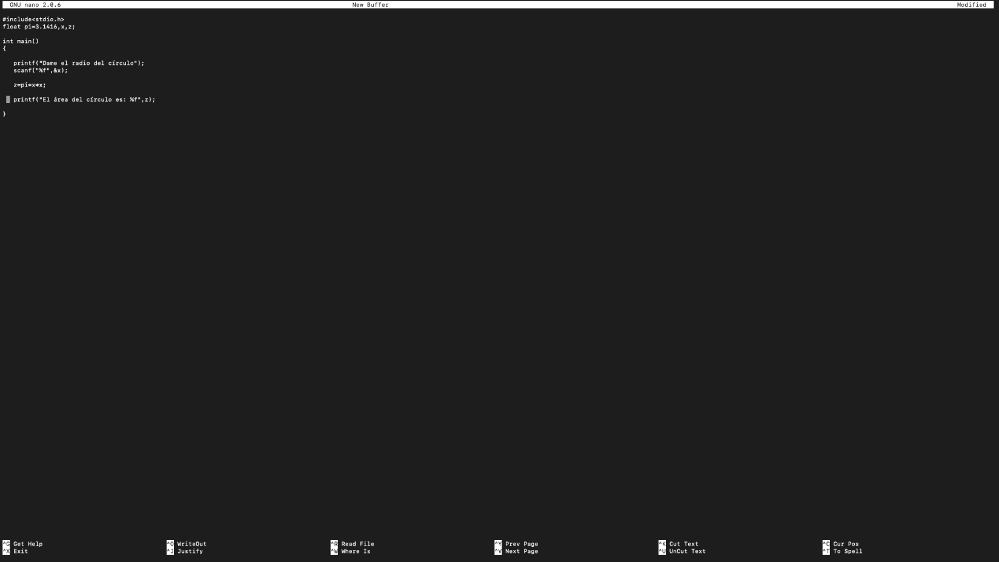 GNU nano 2.0.6 New Buffer Modified
#include<stdio.h>
float pi=3.1416,x,z;
int main()
{
printf("Dame el radio del círculo");
scanf("%f",&x);
z=pi*x*x;
printf("El área del círculo es: %f",z);
}
^G Get Help ^O WriteOut ^R Read File ^Y Prev Page ^K Cut Text ^C Cur Pos
^X Exit ^J Justify ^W Where Is ^V Next Page ^U UnCut Text ^T To Spell